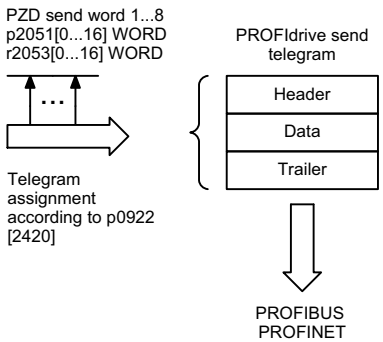 PZD send word 1...8
p2051[0...16] WORD
r2053[0...16] WORD
...
Telegram
assignment
according to p0922
[2420]
PROFIdrive send
telegram
Header
Data
Trailer
PROFIBUS
PROFINET